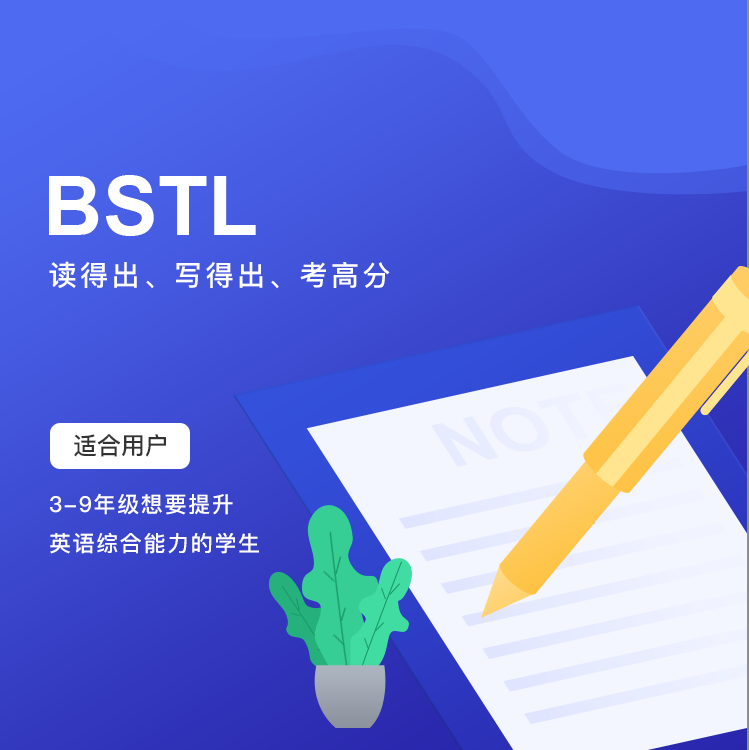 BSTL
读得出、写得出、考高分
适合用户
3-9年级想要提升
英语综合能力的学生
NOTE